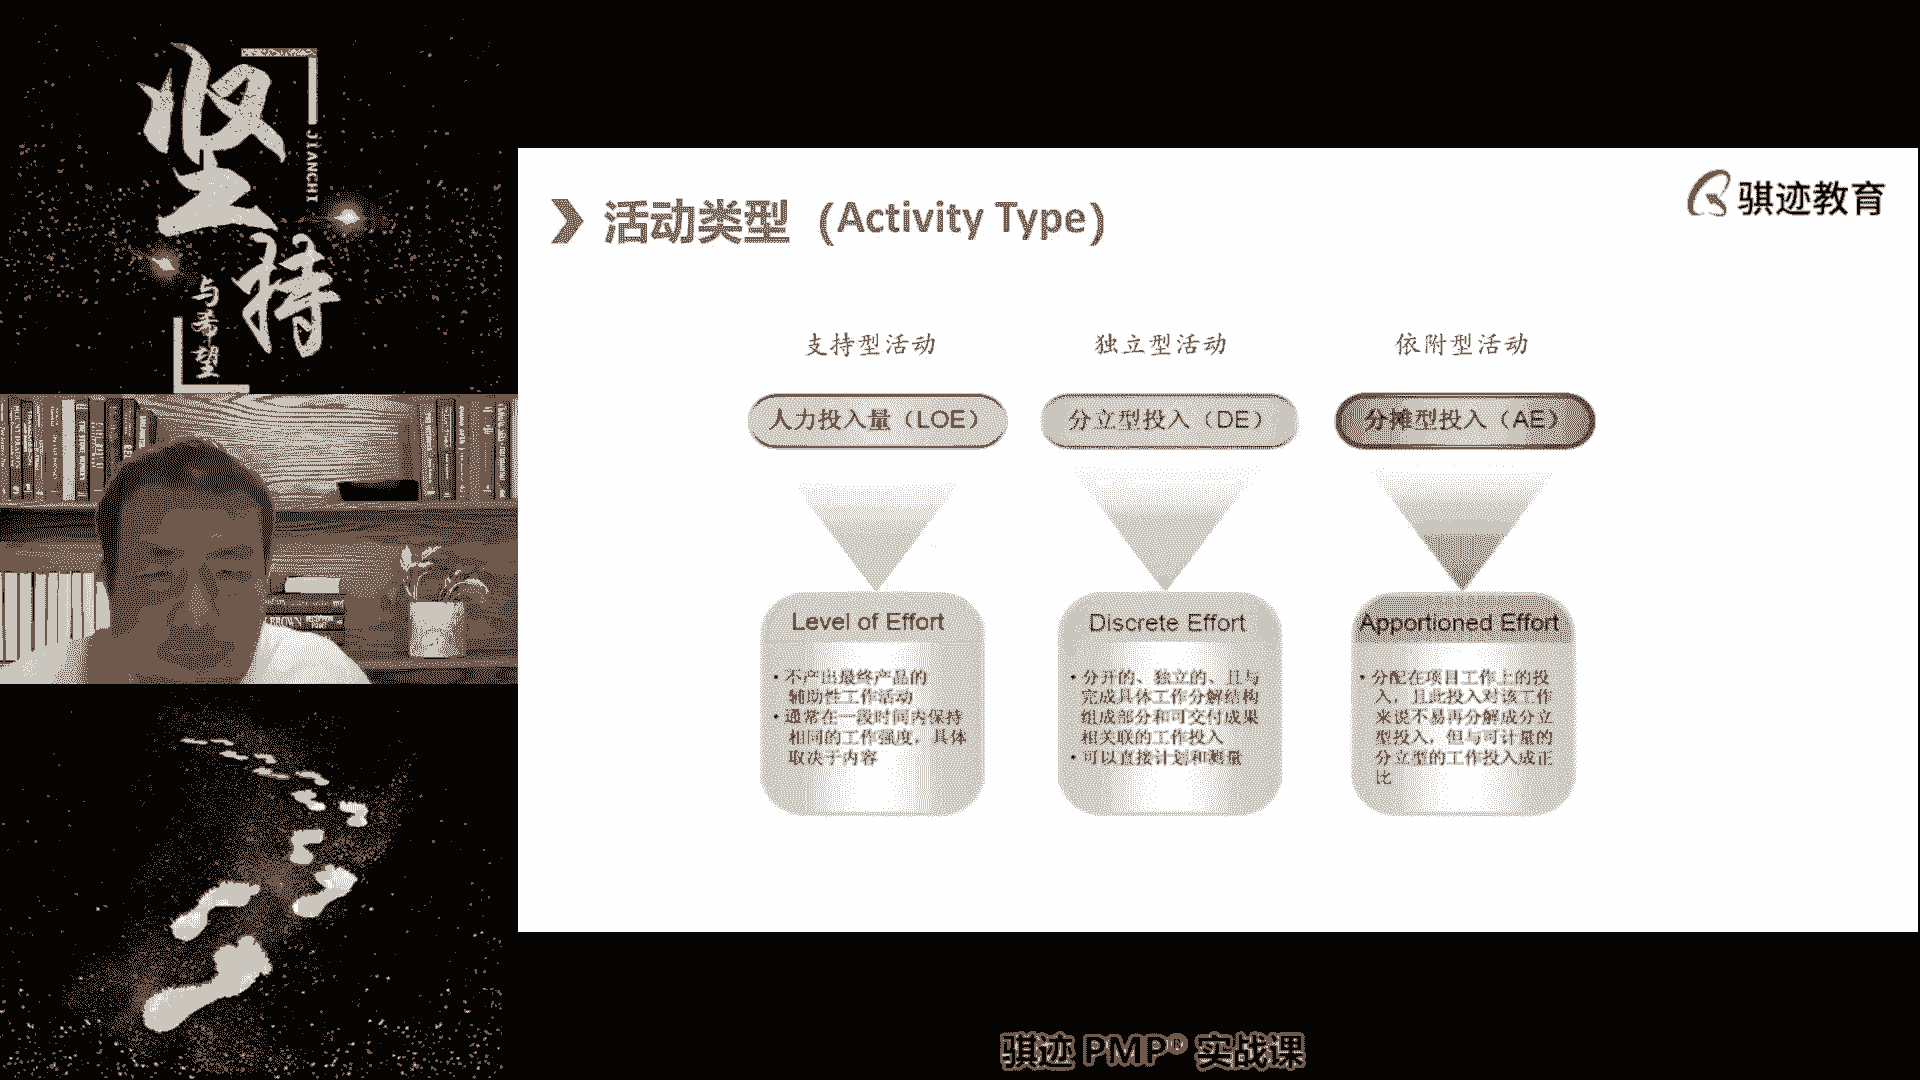 坚持
JIANCHI
与希望
骐迹教育
活动类型 (Activity Type)
支持型活动
独立型活动
依附型活动
人力投入量（LOE）
分立型投入（DE）
分摊型投入（AE）
Level of Effort
• 不产出最终产品的
辅助性工作活动
• 通常在一段时间内保持
相同的工作强度，具体
取决于内容
Discrete Effort
• 分开的、独立的、且与
完成具体工作分解结构
组成部分和可交付成果
相关联的工作投入
• 可以直接计划和测量
Apportioned Effort
• 分配在项目工作上的投
入，且此投入对该工作
来说不易再分解成分立
型投入，但与可计量的
分立型的工作投入成正
比
BROWN
骐迹 PMP® 实战课